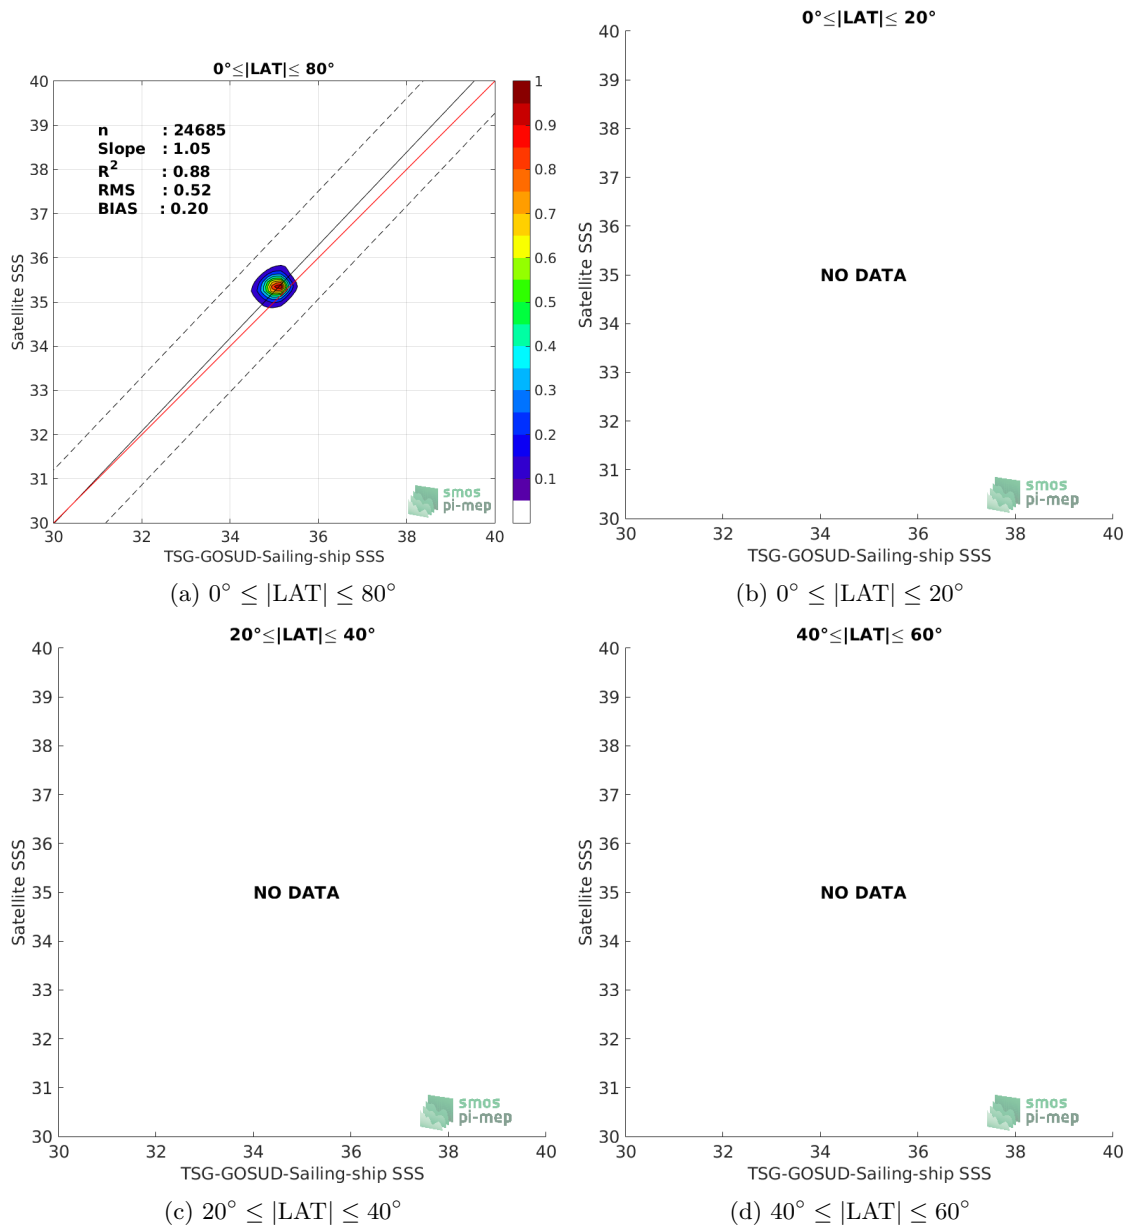 0°≤|LAT|≤ 80°
40
39
38
37
36
35
34
33
32
31
30
Satellite SSS
n : 24685
Slope : 1.05
R² : 0.88
RMS : 0.52
BIAS : 0.20
1
0.9
0.8
0.7
0.6
0.5
0.4
0.3
0.2
0.1
smos
pi-mep
30 32 34 36 38 40
TSG-GOSUD-Sailing-ship SSS
(a) 0° ≤ |LAT| ≤ 80°
0°≤|LAT|≤ 20°
40
39
38
37
36
35
34
33
32
31
30
Satellite SSS
NO DATA
smos
pi-mep
30 32 34 36 38 40
TSG-GOSUD-Sailing-ship SSS
(b) 0° ≤ |LAT| ≤ 20°
20°≤|LAT|≤ 40°
40
39
38
37
36
35
34
33
32
31
30
Satellite SSS
NO DATA
smos
pi-mep
30 32 34 36 38 40
TSG-GOSUD-Sailing-ship SSS
(c) 20° ≤ |LAT| ≤ 40°
40°≤|LAT|≤ 60°
40
39
38
37
36
35
34
33
32
31
30
Satellite SSS
NO DATA
smos
pi-mep
30 32 34 36 38 40
TSG-GOSUD-Sailing-ship SSS
(d) 40° ≤ |LAT| ≤ 60°